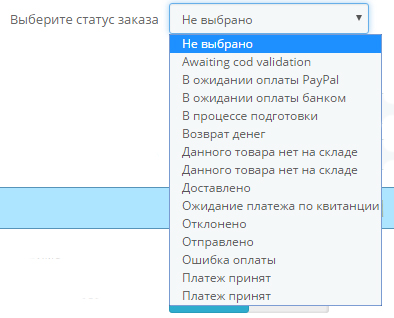 Выберите статус заказа Не выбрано
Не выбрано
Awaiting cod validation
В ожидании оплаты PayPal
В ожидании оплаты банком
В процессе подготовки
Возврат денег
Данного товара нет на складе
Данного товара нет на складе
Доставлено
Ожидание платежа по квитанции
Отклонено
Отправлено
Ошибка оплаты
Платеж принят
Платеж принят